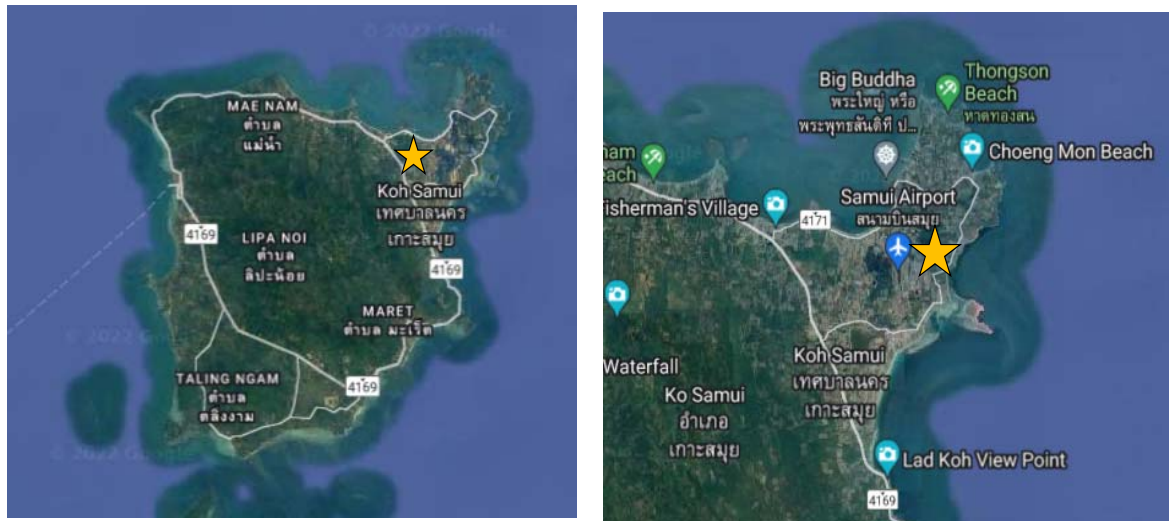 © 2022 Google
MAE NAM
ตำบล
แม่น้ำ
Koh Samui
เทศบาลนคร
เกาะสมุย
4169
LIPA NOI
ตำบล
ลิปะน้อย
4169
MARET
ตำบล มะเร็ต
4169
TALING NGAM
ตำบล
ตลิ่งงาม
© 2022 Google
Big Buddha
พระใหญ่ หรือ
พระพุทธสันติที ป...
Thongson
Beach
หาดทองสน
Choeng Mon Beach
Samui Airport
สนามบินสมุย
Fisherman's Village
4171
Waterfall
Koh Samui
เทศบาลนคร
เกาะสมุย
Ko Samui
อำเภอ
เกาะสมุย
Lad Koh View Point
4169